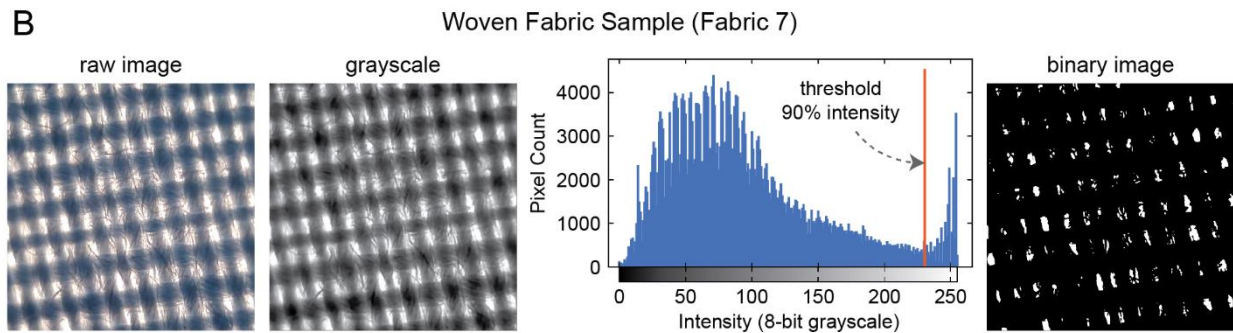 B
Woven Fabric Sample (Fabric 7)
raw image
grayscale
binary image
threshold
90% intensity
Pixel Count
4000
3000
2000
1000
0
0 50 100 150 200 250
Intensity (8-bit grayscale)